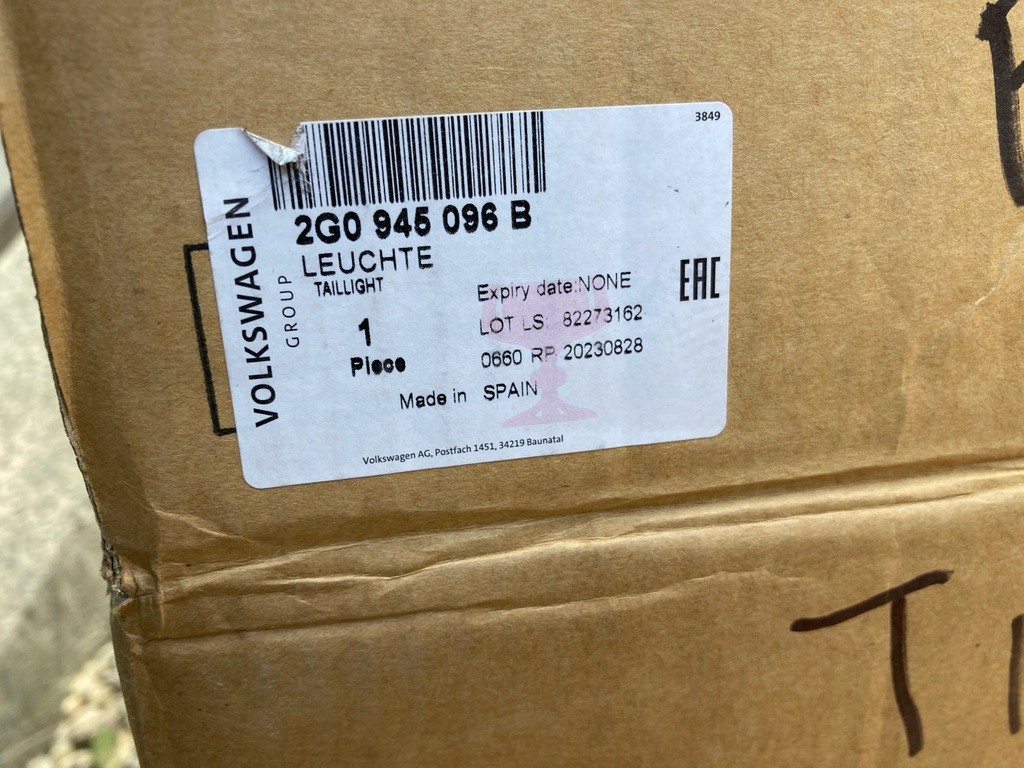 3849
2G0 945 096 B
LEUCHTE
TAILLIGHT
1
Piece
Expiry date:NONE
LOT LS: 82273162
0660 RP 20230828
Made in SPAIN
VOLKSWAGEN
GROUP
EAC
Volkswagen AG, Postfach 1451, 34219 Baunatal
T